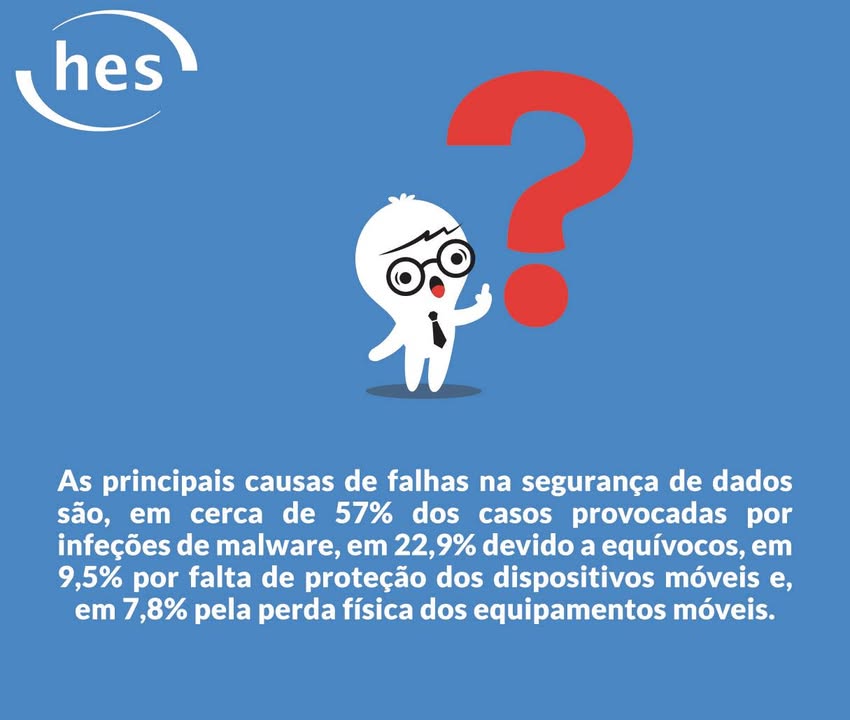 hes
As principais causas de falhas na segurança de dados
são, em cerca de 57% dos casos provocadas por
infeções de malware, em 22,9% devido a equívocos, em
9,5% por falta de proteção dos dispositivos móveis e,
em 7,8% pela perda física dos equipamentos móveis.